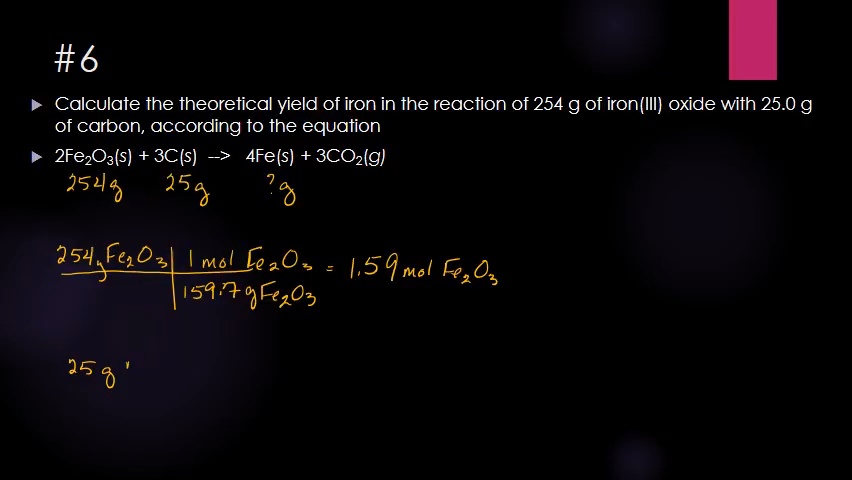 #6
Calculate the theoretical yield of iron in the reaction of 254 g of iron(III) oxide with 25.0 g
of carbon, according to the equation
2Fe₂O₃(s) + 3C(s) --> 4Fe(s) + 3CO₂(g)
254g 25g ?g
254g Fe₂O₃ 1 mol Fe₂O₃ = 1.59 mol Fe₂O₃
159.7 g Fe₂O₃
25 g